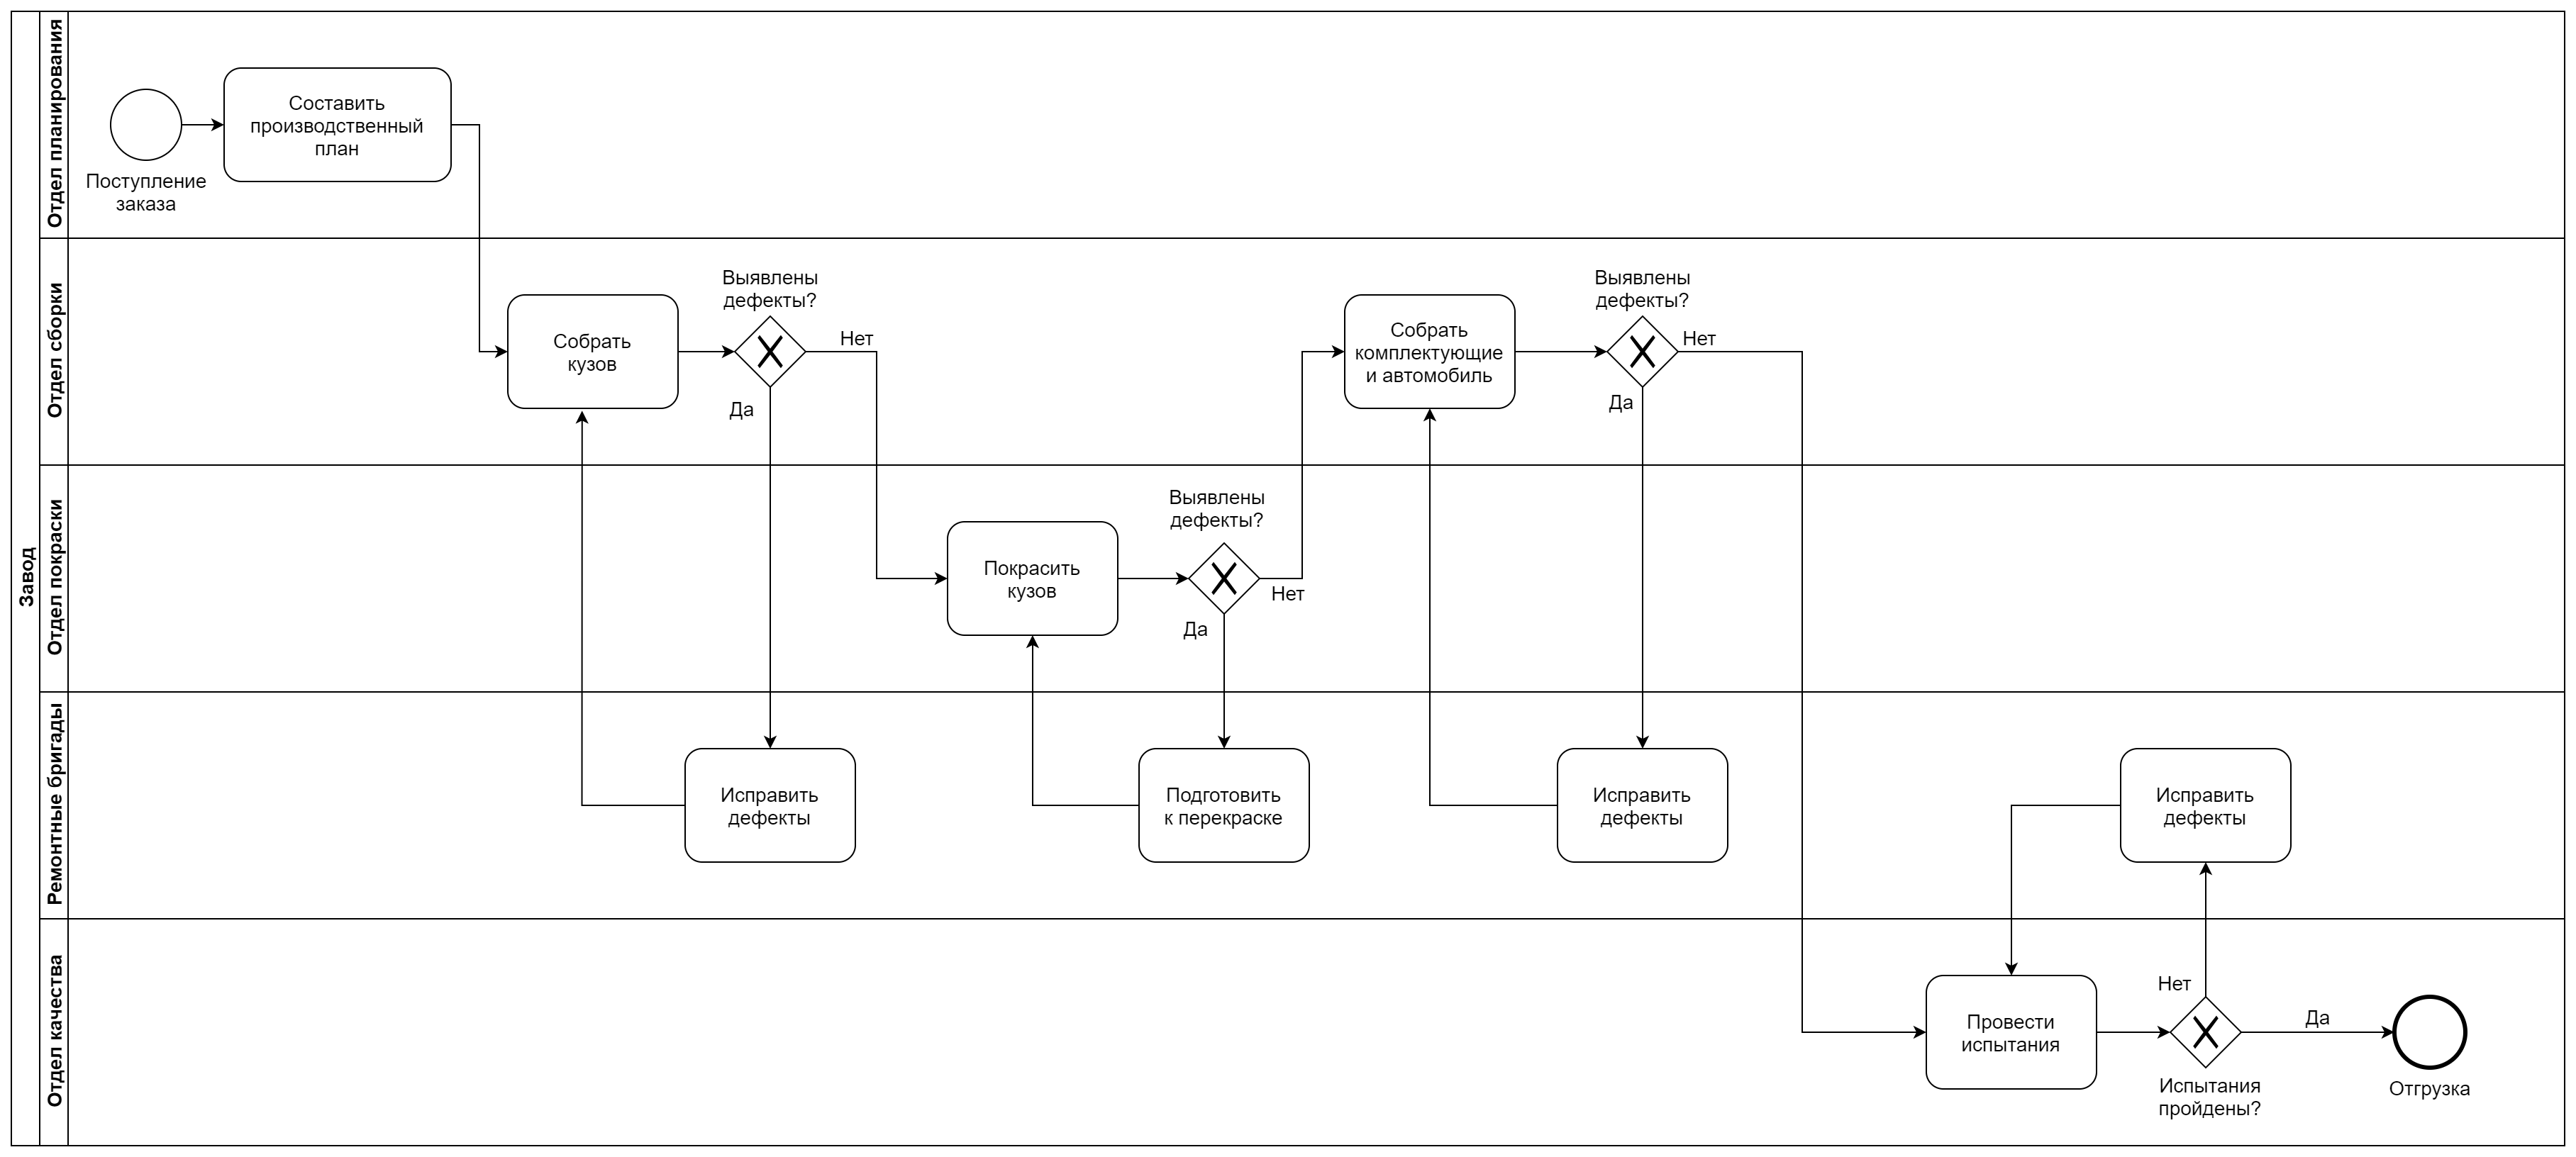 Завод
Отдел планирования
Поступление
заказа
Составить
производственный
план
Отдел сборки
Собрать
кузов
Выявлены
дефекты?
Нет
Да
Собрать
комплектующие
и автомобиль
Выявлены
дефекты?
Нет
Да
Отдел покраски
Покрасить
кузов
Выявлены
дефекты?
Нет
Да
Ремонтные бригады
Исправить
дефекты
Подготовить
к перекраске
Исправить
дефекты
Исправить
дефекты
Отдел качества
Провести
испытания
Нет
Да
Испытания
пройдены?
Отгрузка